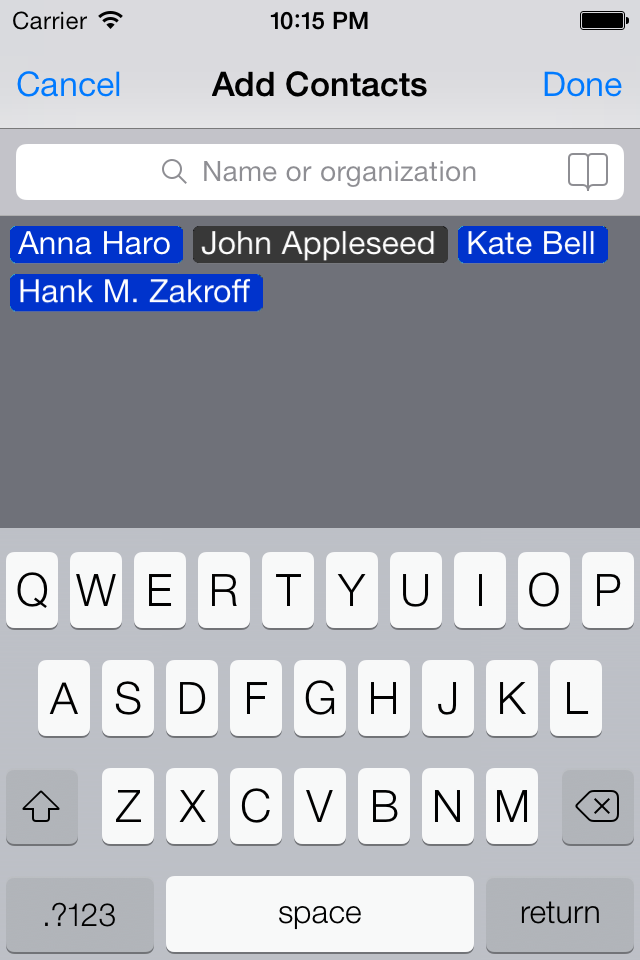 Carrier 10:15 PM
Cancel Add Contacts Done
Name or organization
Anna Haro John Appleseed Kate Bell
Hank M. Zakroff
Q W E R T Y U I O P
A S D F G H J K L
Z X C V B N M
.?123 space return